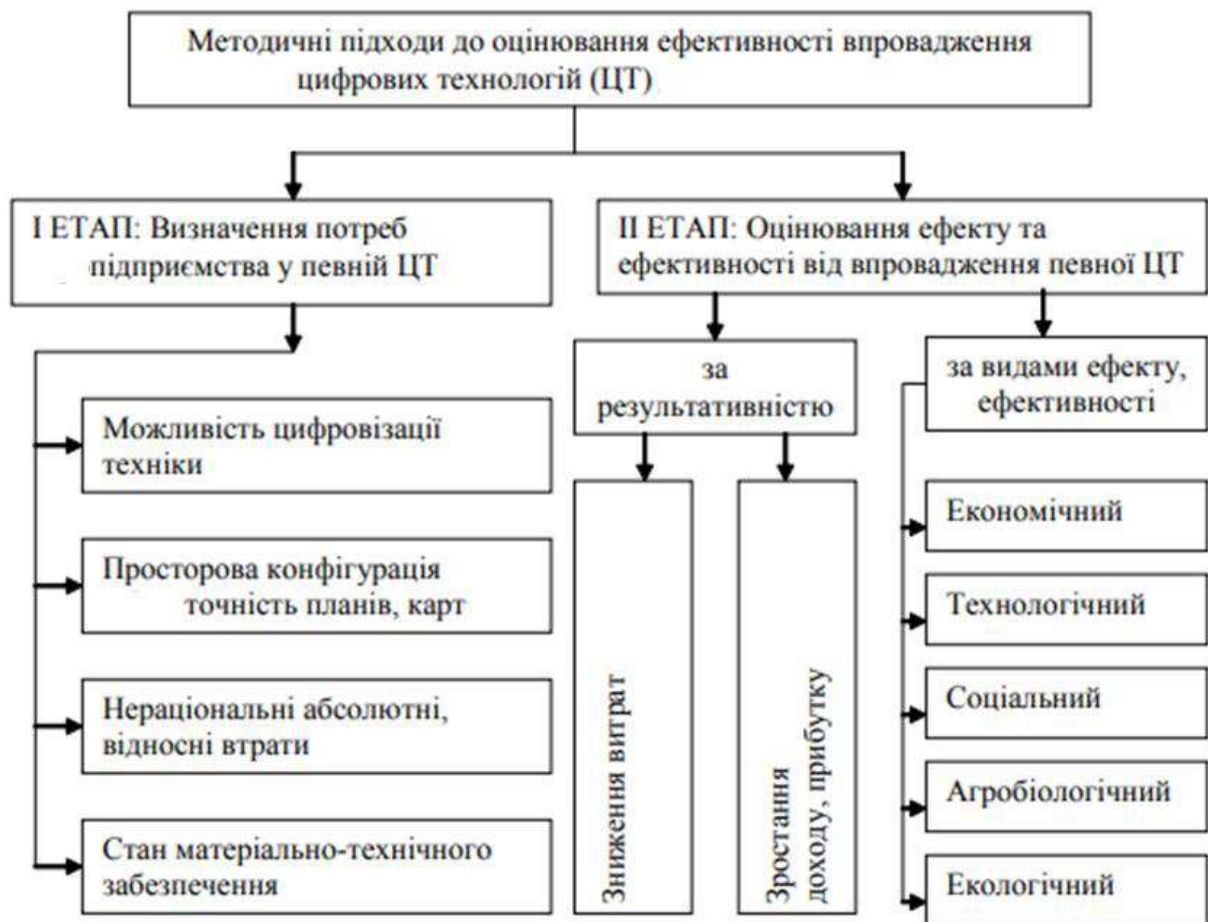 Методичні підходи до оцінювання ефективності впровадження
цифрових технологій (ЦТ)
І ЕТАП: Визначення потреб
підприємства у певній ЦТ
Можливість цифровізації
техніки
Просторова конфігурація
точність планів, карт
Нераціональні абсолютні,
відносні втрати
Стан матеріально-технічного
забезпечення
ІІ ЕТАП: Оцінювання ефекту та
ефективності від впровадження певної ЦТ
за
результативністю
Зниження витрат
Зростання
доходу, прибутку
за видами ефекту,
ефективності
Економічний
Технологічний
Соціальний
Агробіологічний
Екологічний